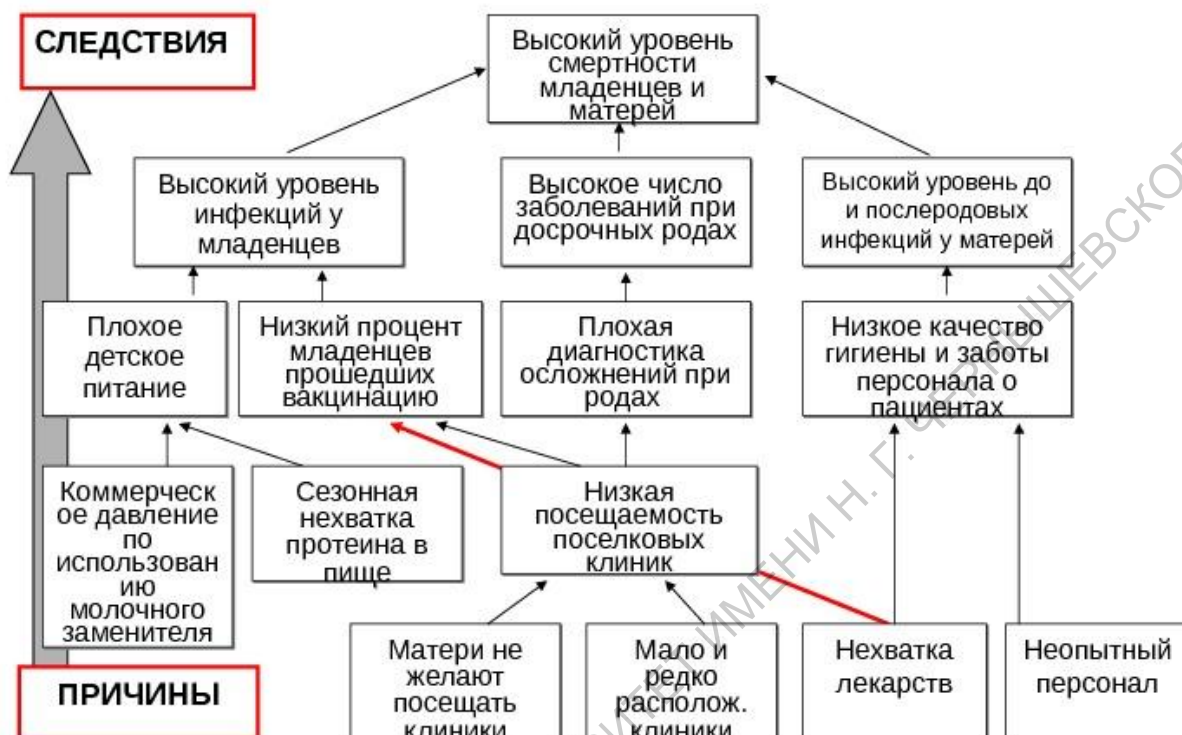 СЛЕДСТВИЯ
Высокий уровень
смертности
младенцев и
матерей
Высокий уровень
инфекций у
младенцев
Высокое число
заболеваний при
досрочных родах
Высокий уровень до
и послеродовых
инфекций у матерей
Плохое
детское
питание
Низкий процент
младенцев
прошедших
вакцинацию
Плохая
диагностика
осложнений при
родах
Низкое качество
гигиены и заботы
персонала о
пациентах
Коммерческ
ое давление
по
использован
ию
молочного
заменителя
Сезонная
нехватка
протеина в
пище
Низкая
посещаемость
поселковых
клиник
ПРИЧИНЫ
Матери не
желают
посещать
клиники
Мало и
редко
располож.
клиники
Нехватка
лекарств
Неопытный
персонал
ИМЕНИ Н. Г. ЧЕРНЫШЕВСКОГ